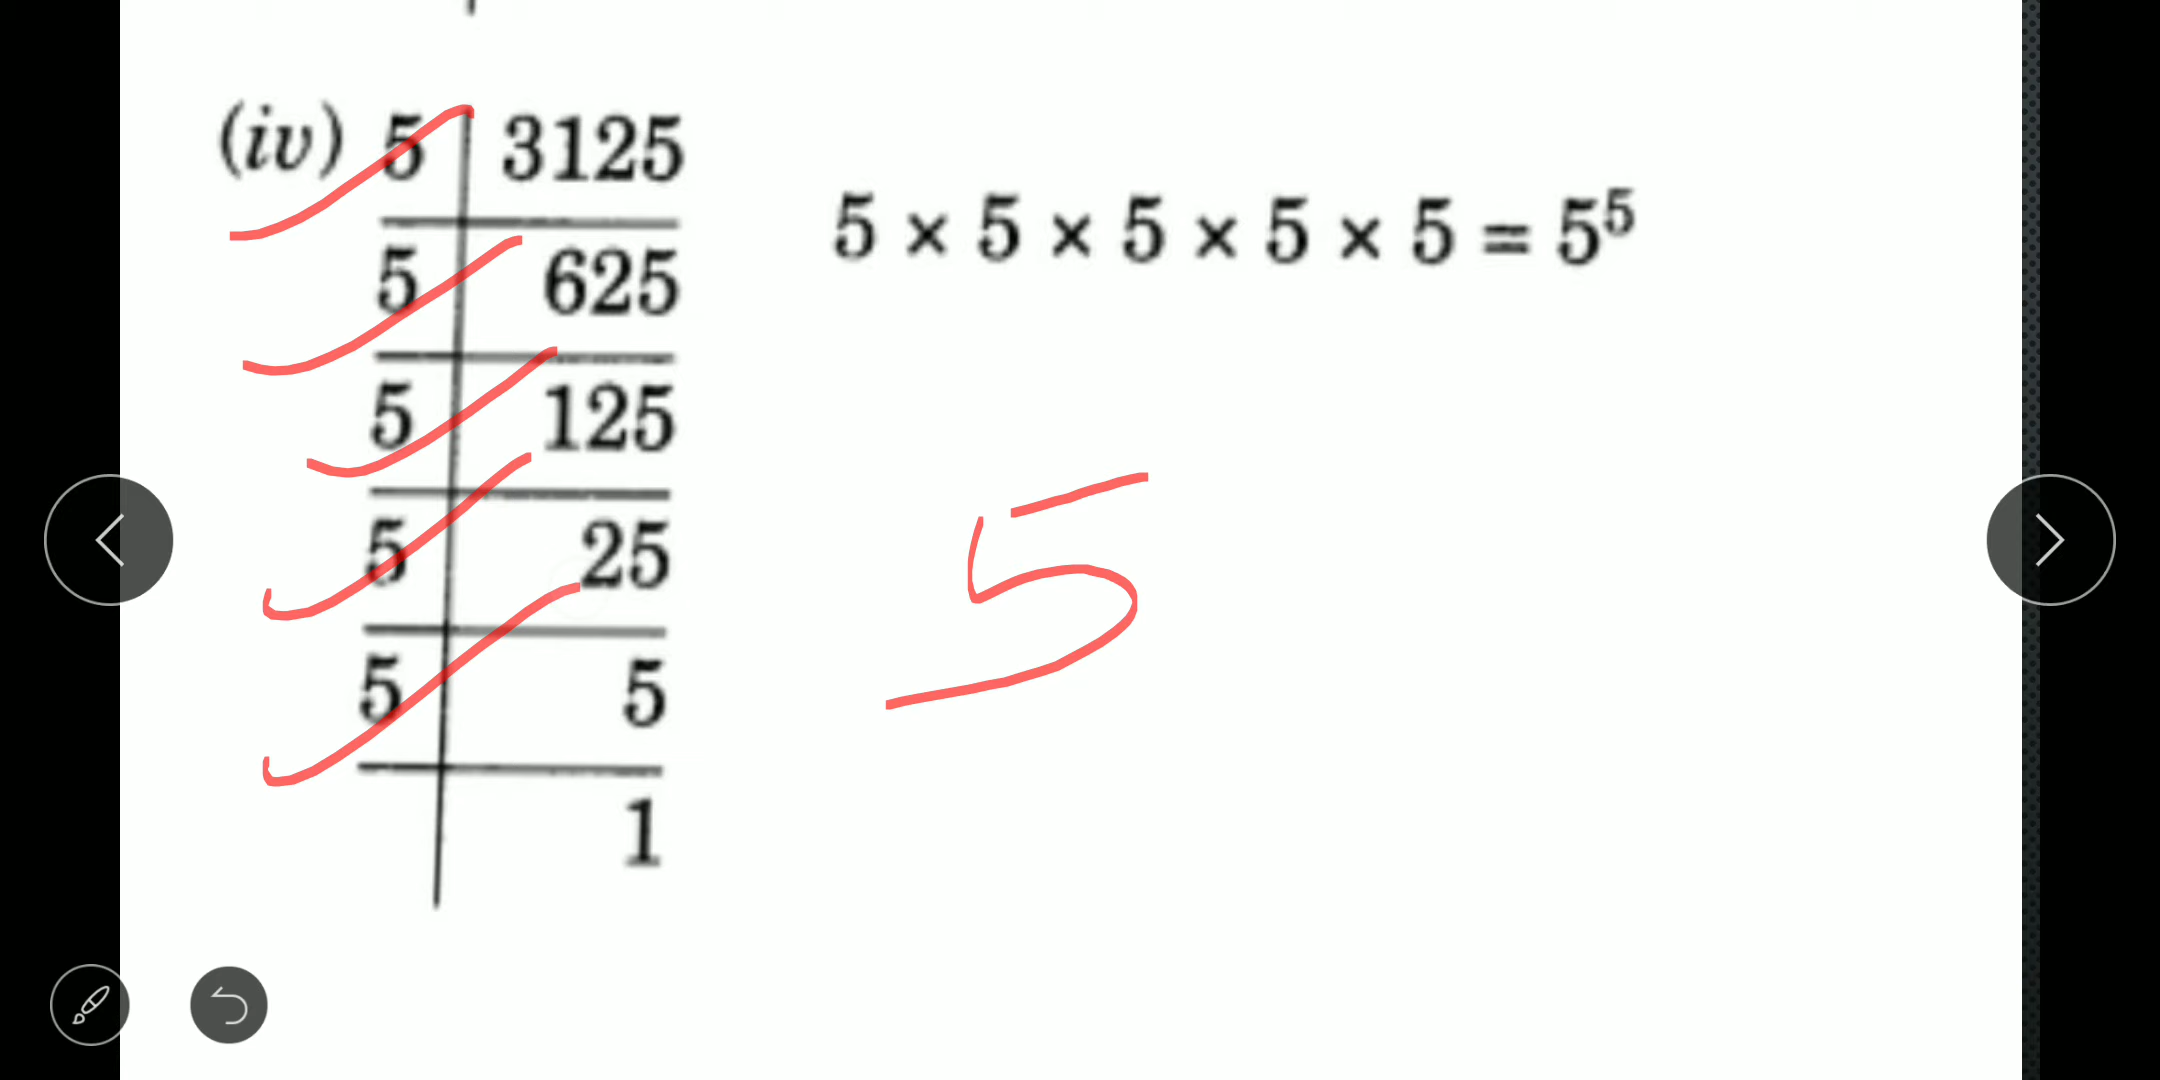 (iv) 5 | 3125
5 | 625
5 | 125
5 | 25
5 | 5
1
5 × 5 × 5 × 5 × 5 = 5⁵
5